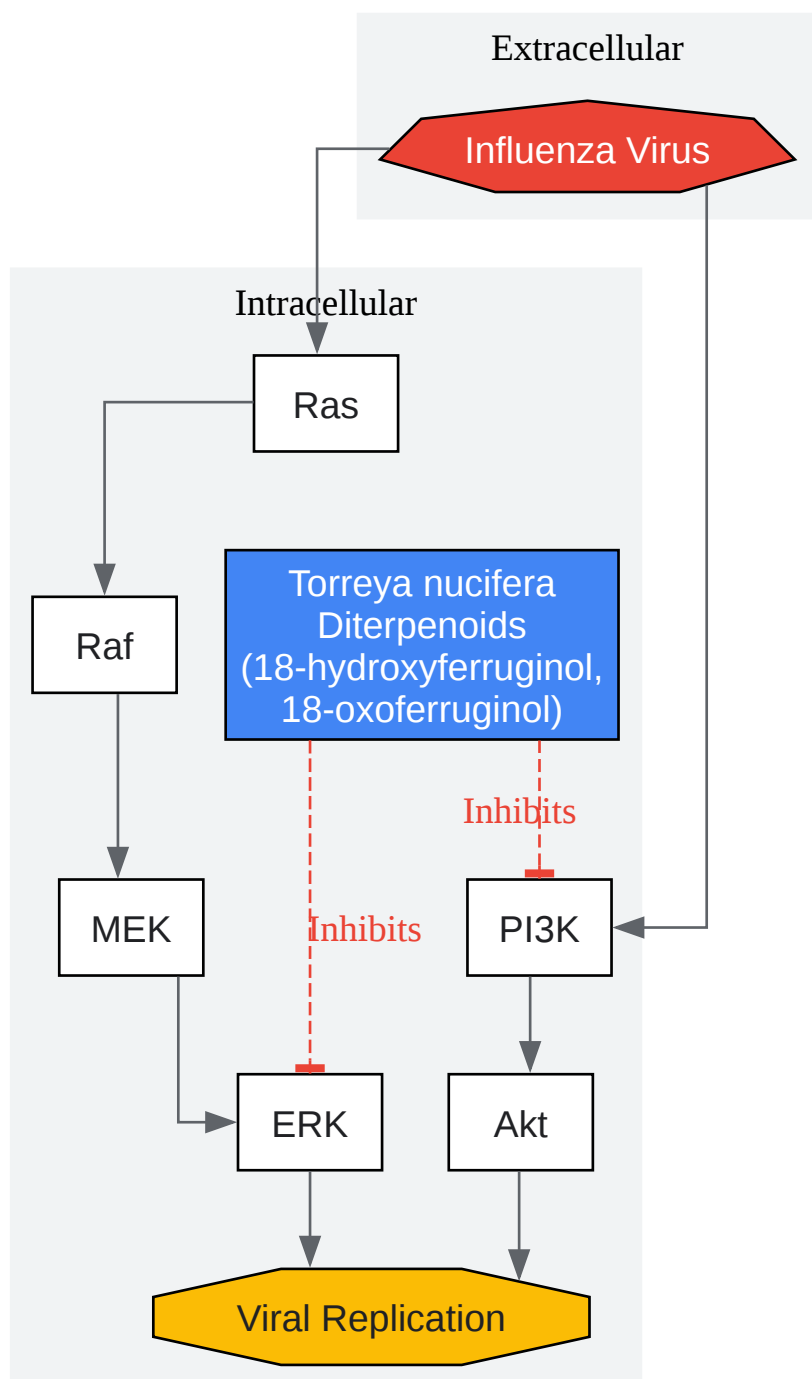 Extracellular
Influenza Virus
Intracellular
Ras
Torreya nucifera
Diterpenoids
(18-hydroxyferruginol,
18-oxoferruginol)
Raf
Inhibits
MEK
Inhibits
PI3K
ERK
Akt
Viral Replication